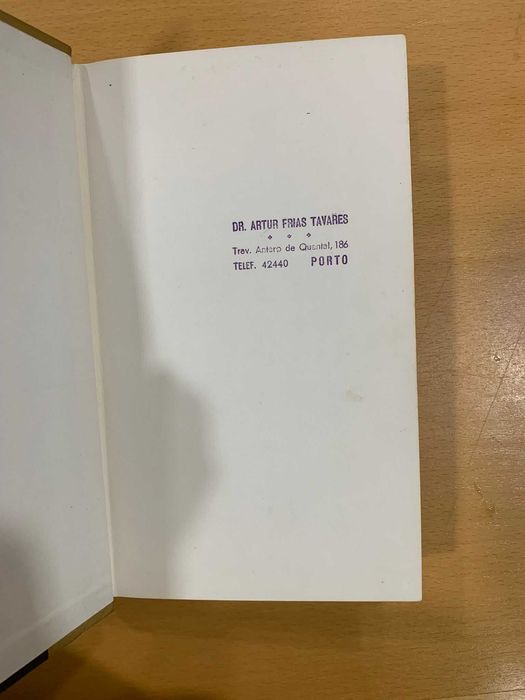 DR. ARTUR FRIAS TAVARES
Trav. Antero de Quental, 186
TELEF. 42440 PORTO